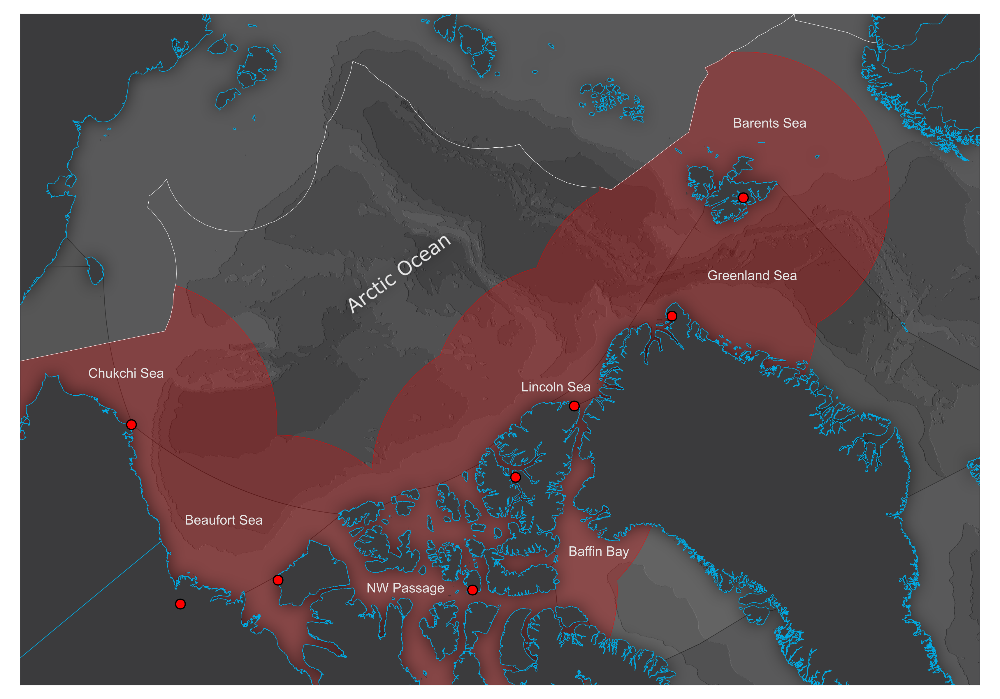 Barents Sea
Arctic Ocean
Greenland Sea
Chukchi Sea
Lincoln Sea
Beaufort Sea
Baffin Bay
NW Passage